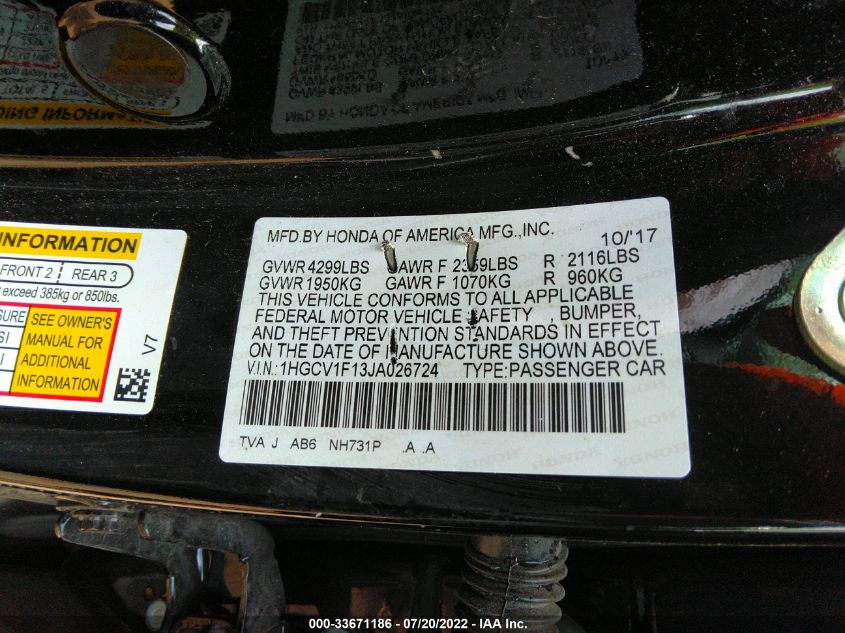 MFD.BY HONDA OF AMERICA MFG.,INC. 10/'17
GVWR 4299LBS GAWR F 2359LBS R 2116LBS
GVWR 1950KG GAWR F 1070KG R 960KG
THIS VEHICLE CONFORMS TO ALL APPLICABLE
FEDERAL MOTOR VEHICLE SAFETY , BUMPER,
AND THEFT PREVENTION STANDARDS IN EFFECT
ON THE DATE OF MANUFACTURE SHOWN ABOVE.
V.I.N.:1HGCV1F13JA026724 TYPE:PASSENGER CAR
TVA J AB6 NH731P .A .A
INFORMATION
FRONT 2 REAR 3
exceed 385kg or 850lbs.
SEE OWNER'S
MANUAL FOR
ADDITIONAL
INFORMATION
V7
000-33671186 - 07/20/2022 - IAA Inc.